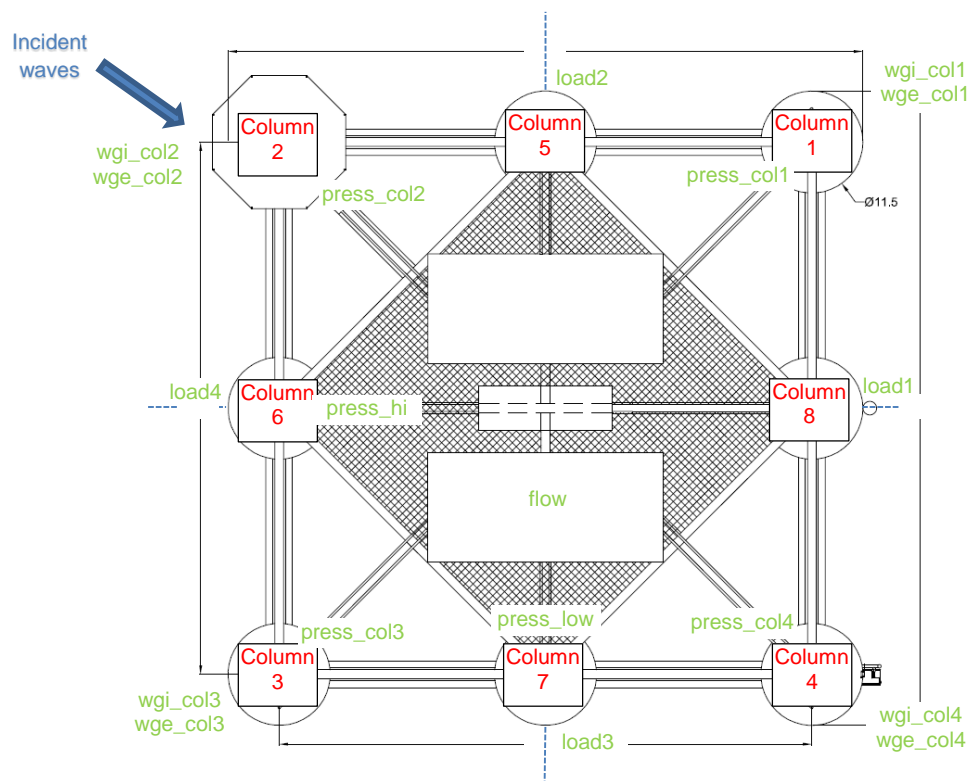 Incident
waves
load2
wgi_col1
wge_col1
Column
2
Column
5
Column
1
wgi_col2
wge_col2
press_col2
press_col1
Ø11.5
load4
Column
6
press_hi
Column
8
load1
flow
press_low
press_col3
press_col4
Column
3
Column
7
Column
4
wgi_col3
wge_col3
load3
wgi_col4
wge_col4